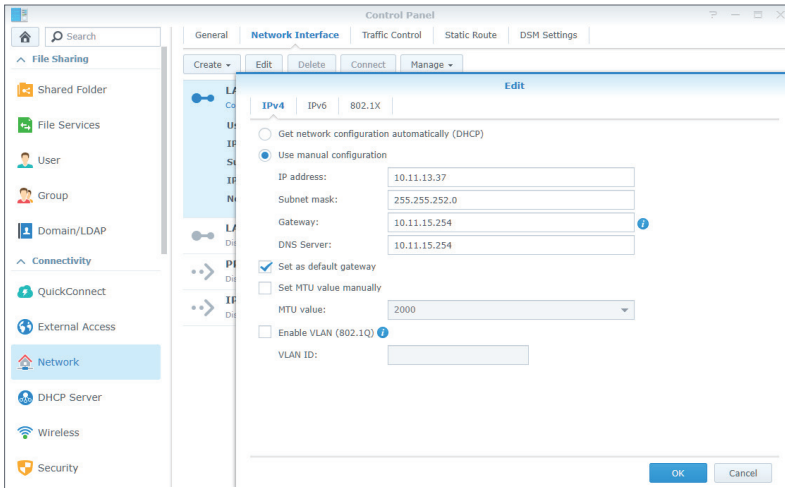 Control Panel
Search
General Network Interface Traffic Control Static Route DSM Settings
File Sharing
Shared Folder
File Services
User
Group
Domain/LDAP
Connectivity
QuickConnect
External Access
Network
DHCP Server
Wireless
Security
Create Edit Delete Connect Manage
Edit
IPv4 IPv6 802.1X
Get network configuration automatically (DHCP)
Use manual configuration
IP address: 10.11.13.37
Subnet mask: 255.255.252.0
Gateway: 10.11.15.254
DNS Server: 10.11.15.254
Set as default gateway
Set MTU value manually
MTU value: 2000
Enable VLAN (802.1Q)
VLAN ID:
OK Cancel